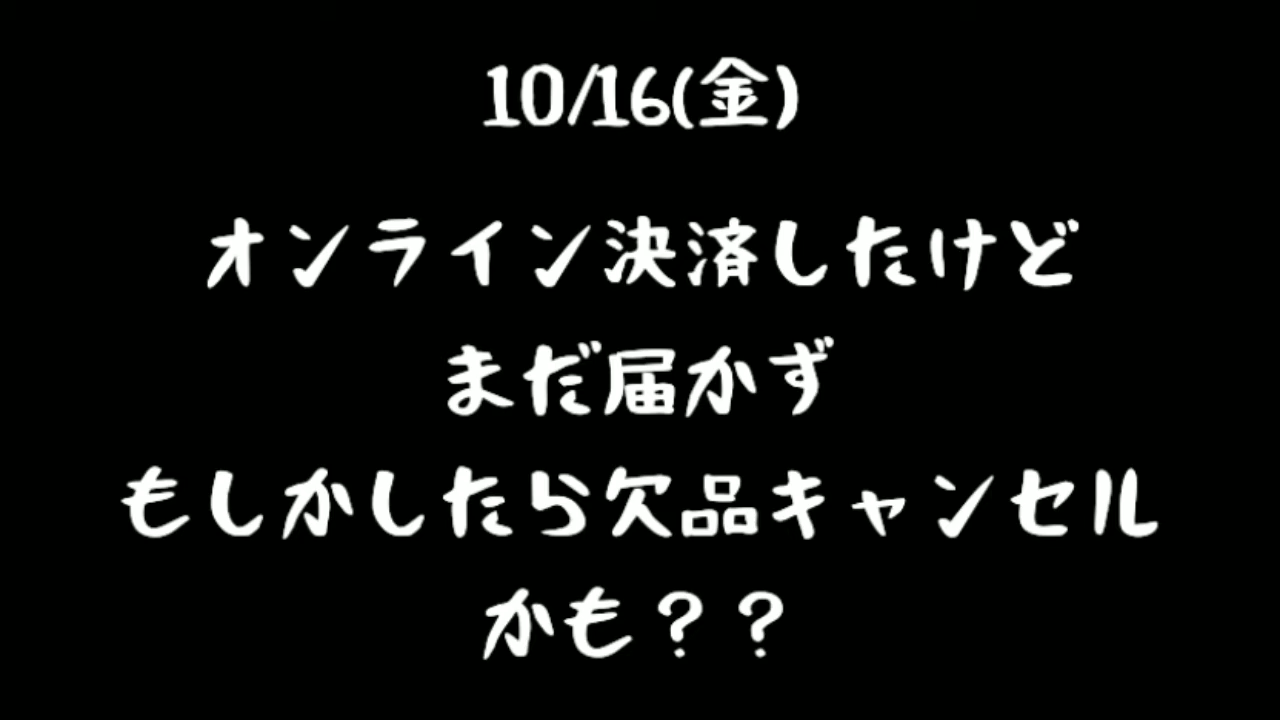 10/16(金)
オンライン決済したけど
まだ届かず
もしかしたら欠品キャンセル
かも？？